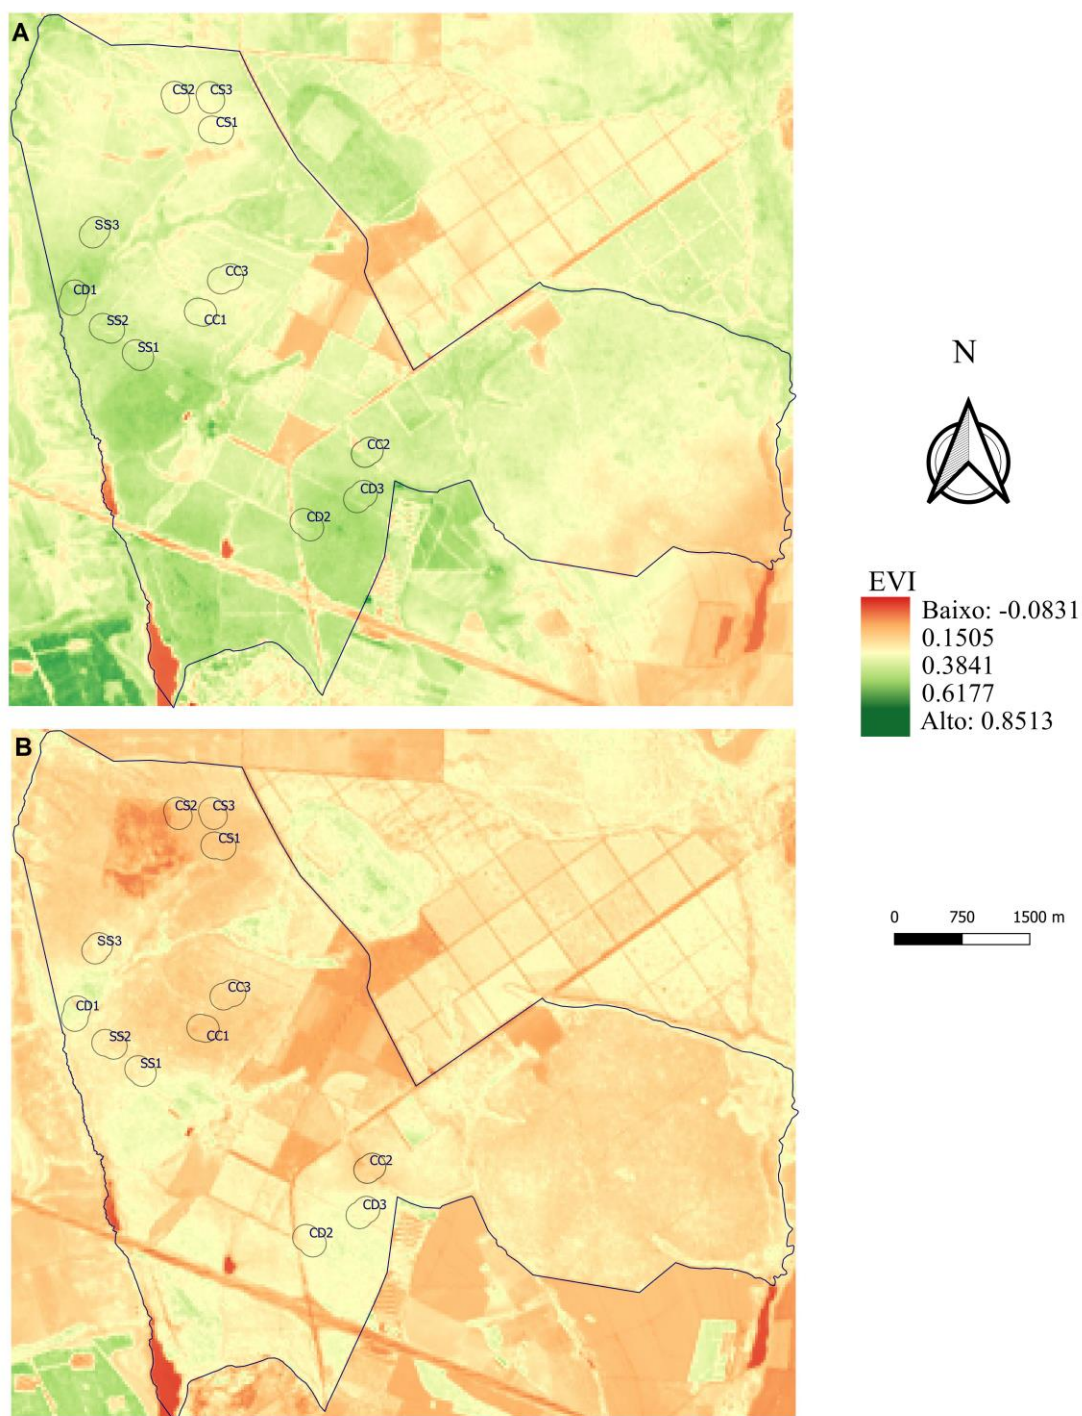 A
CS2 CS3
CS1
SS3
CC3
CD1
CC1
SS2
SS1
CC2
CD3
CD2
N
EVI
Baixo: -0.0831
0.1505
0.3841
0.6177
Alto: 0.8513
B
CS2 CS3
CS1
SS3
CC3
CD1
CC1
SS2
SS1
CC2
CD3
CD2
0 750 1500 m